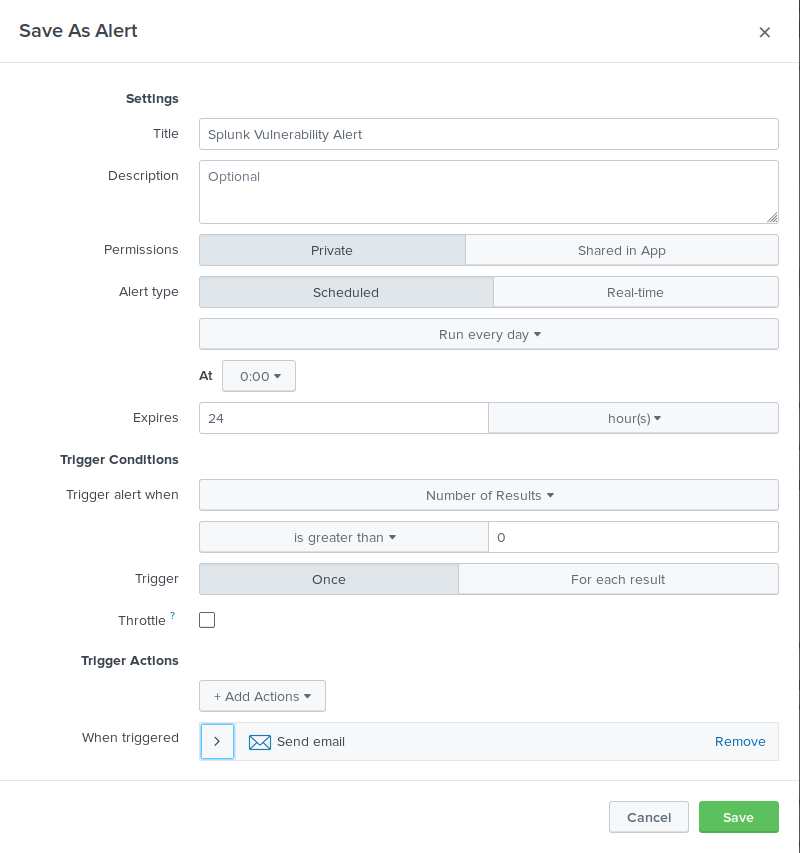 Save As Alert
Settings
Title Splunk Vulnerability Alert
Description Optional
Permissions Private Shared in App
Alert type Scheduled Real-time
Run every day
At 0:00
Expires 24 hour(s)
Trigger Conditions
Trigger alert when Number of Results
is greater than 0
Trigger Once For each result
Throttle ?
Trigger Actions
+ Add Actions
When triggered > Send email Remove
Cancel Save